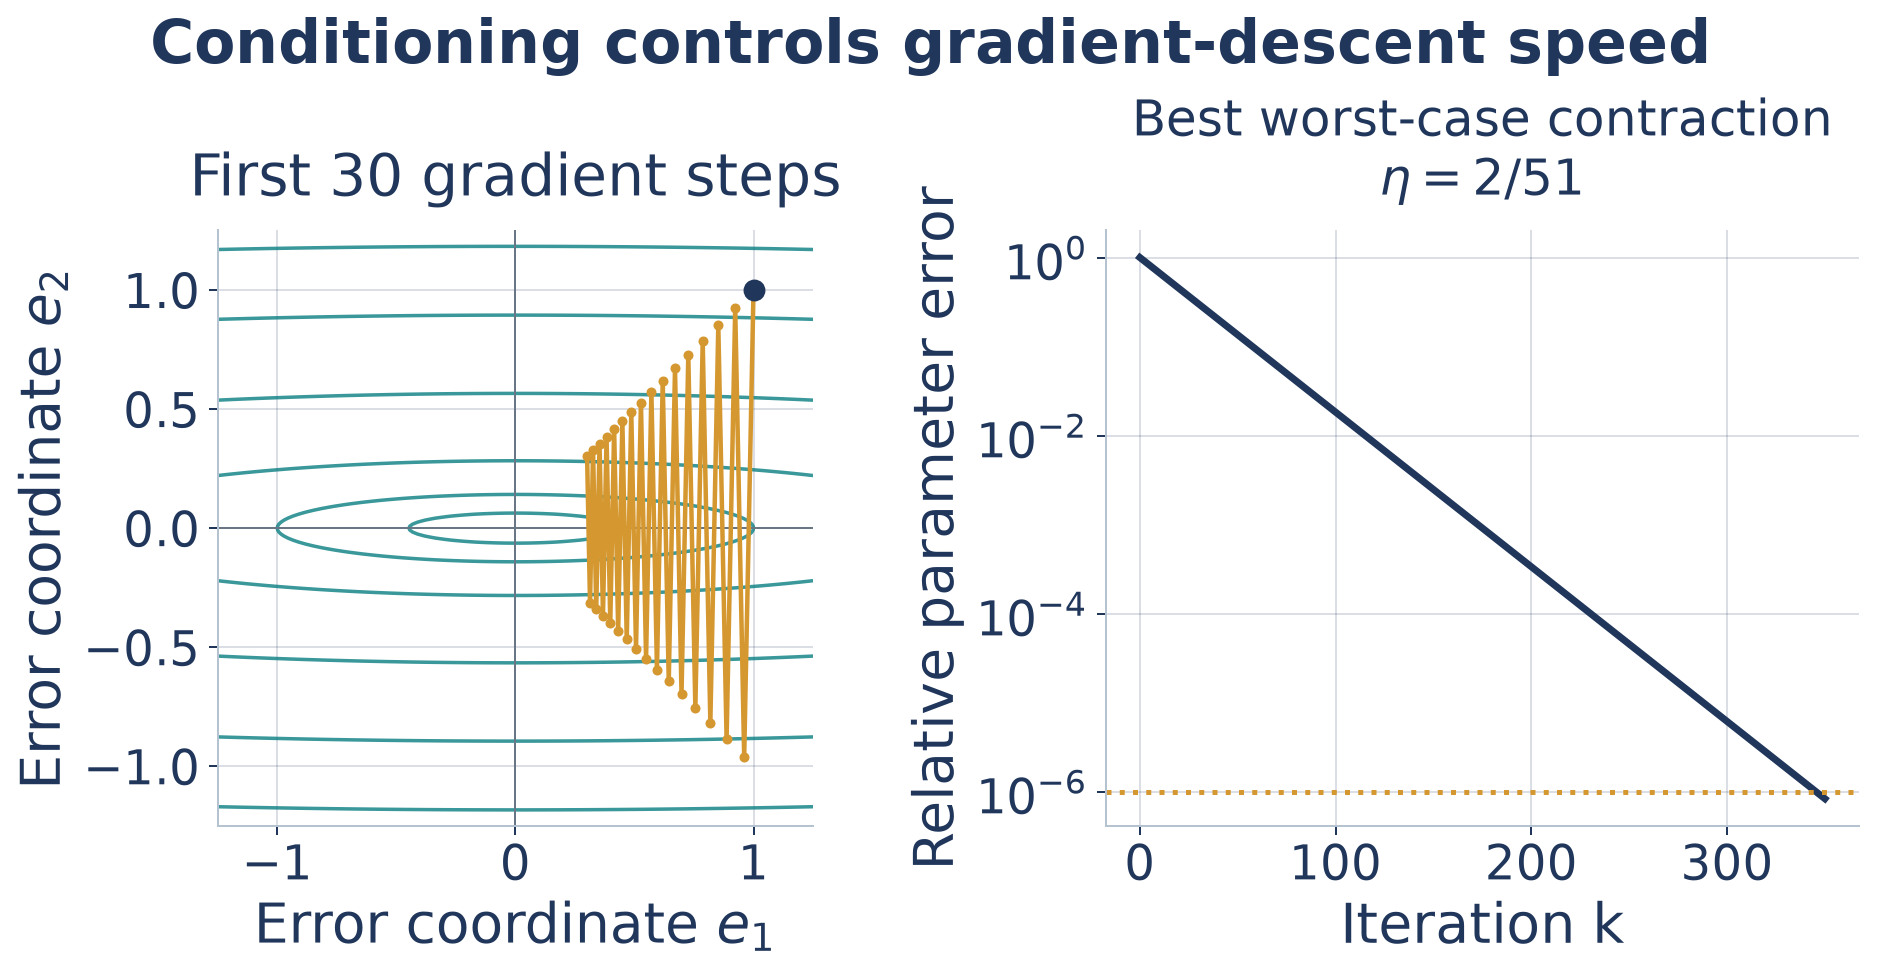 Conditioning controls gradient-descent speed
First 30 gradient steps
Error coordinate e₂
1.0
0.5
0.0
−0.5
−1.0
−1
0
1
Error coordinate e₁
Best worst-case contraction
η = 2/51
Relative parameter error
10⁰
10⁻²
10⁻⁴
10⁻⁶
0
100
200
300
Iteration k